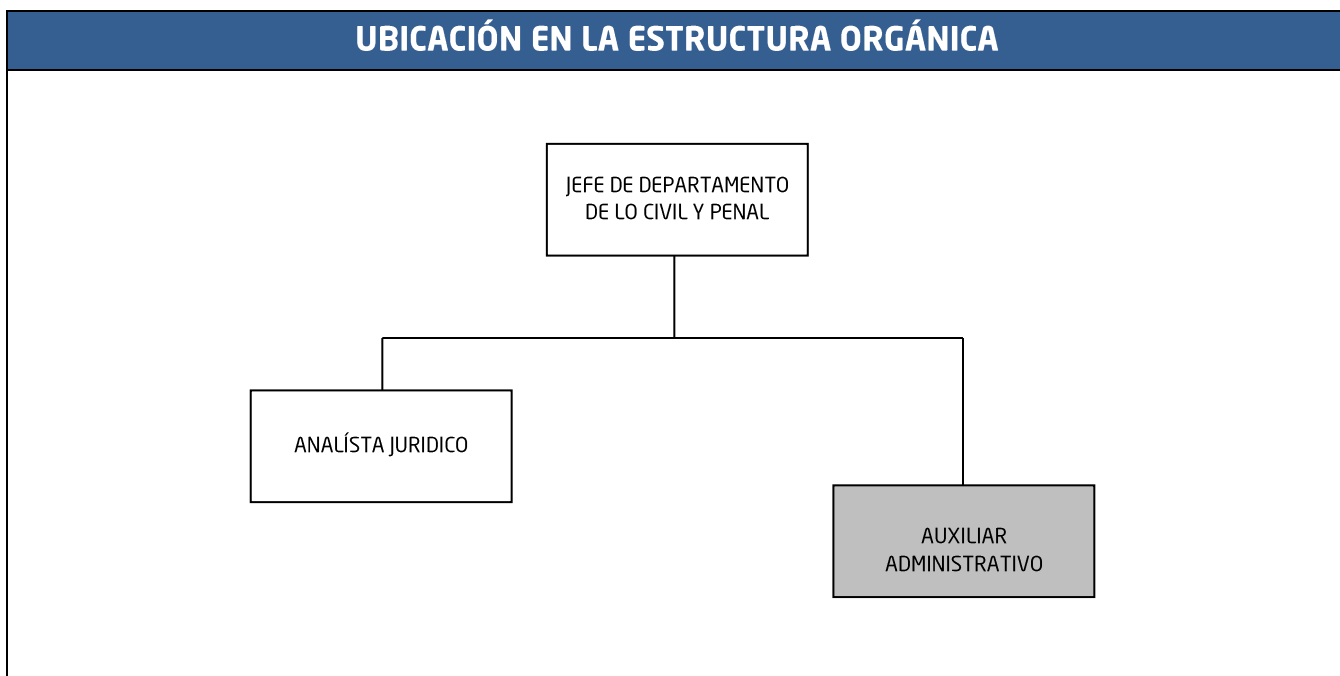 UBICACIÓN EN LA ESTRUCTURA ORGÁNICA
JEFE DE DEPARTAMENTO
DE LO CIVIL Y PENAL
ANALÍSTA JURIDICO
AUXILIAR
ADMINISTRATIVO